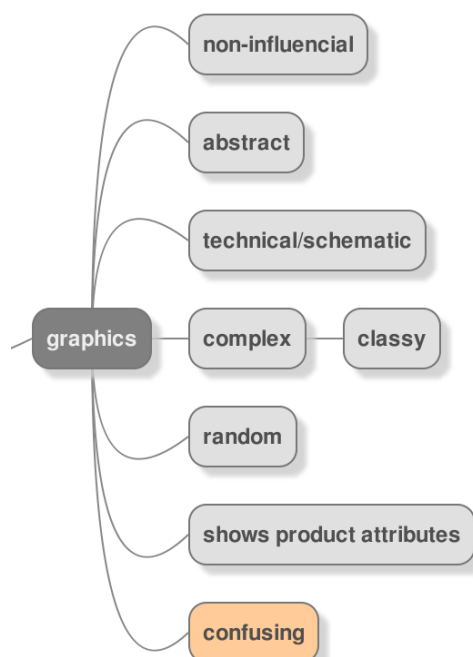 non-influencial
abstract
technical/schematic
graphics
complex
classy
random
shows product attributes
confusing